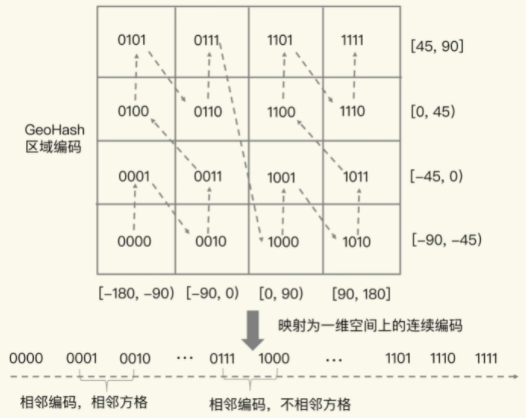 0101 0111 1101 1111 [45, 90]
0100 0110 1100 1110 [0, 45)
GeoHash
区域编码
0001 0011 1001 1011 [-45, 0)
0000 0010 1000 1010 [-90, -45)
[-180, -90) [-90, 0) [0, 90) [90, 180]
映射为一维空间上的连续编码
0000 0001 0010 ··· 0111 1000 ··· 1101 1110 1111
相邻编码，相邻方格 相邻编码，不相邻方格